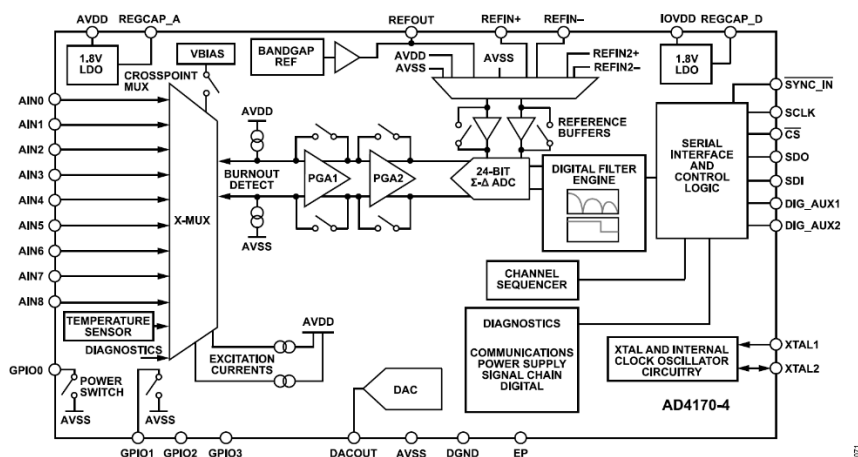 AVDD REGCAP_A REFOUT REFIN+ REFIN– IOVDD REGCAP_D
1.8V
LDO
VBIAS
CROSSPOINT
MUX
BANDGAP
REF
AVDD
AVSS
AVSS
REFIN2+
REFIN2–
1.8V
LDO
AIN0
AIN1
AIN2
AIN3
AIN4
AIN5
AIN6
AIN7
AIN8
X-MUX
AVDD
BURNOUT
DETECT
AVSS
PGA1
PGA2
REFERENCE
BUFFERS
24-BIT
Σ-Δ ADC
DIGITAL FILTER
ENGINE
SERIAL
INTERFACE
AND
CONTROL
LOGIC
SYNC_IN
SCLK
CS
SDO
SDI
DIG_AUX1
DIG_AUX2
CHANNEL
SEQUENCER
TEMPERATURE
SENSOR
DIAGNOSTICS
EXCITATION
CURRENTS
AVDD
DIAGNOSTICS
COMMUNICATIONS
POWER SUPPLY
SIGNAL CHAIN
DIGITAL
XTAL AND INTERNAL
CLOCK OSCILLATOR
CIRCUITRY
XTAL1
XTAL2
GPIO0
POWER
SWITCH
AVSS
AVSS
DAC
AD4170-4
GPIO1 GPIO2 GPIO3 DACOUT AVSS DGND EP